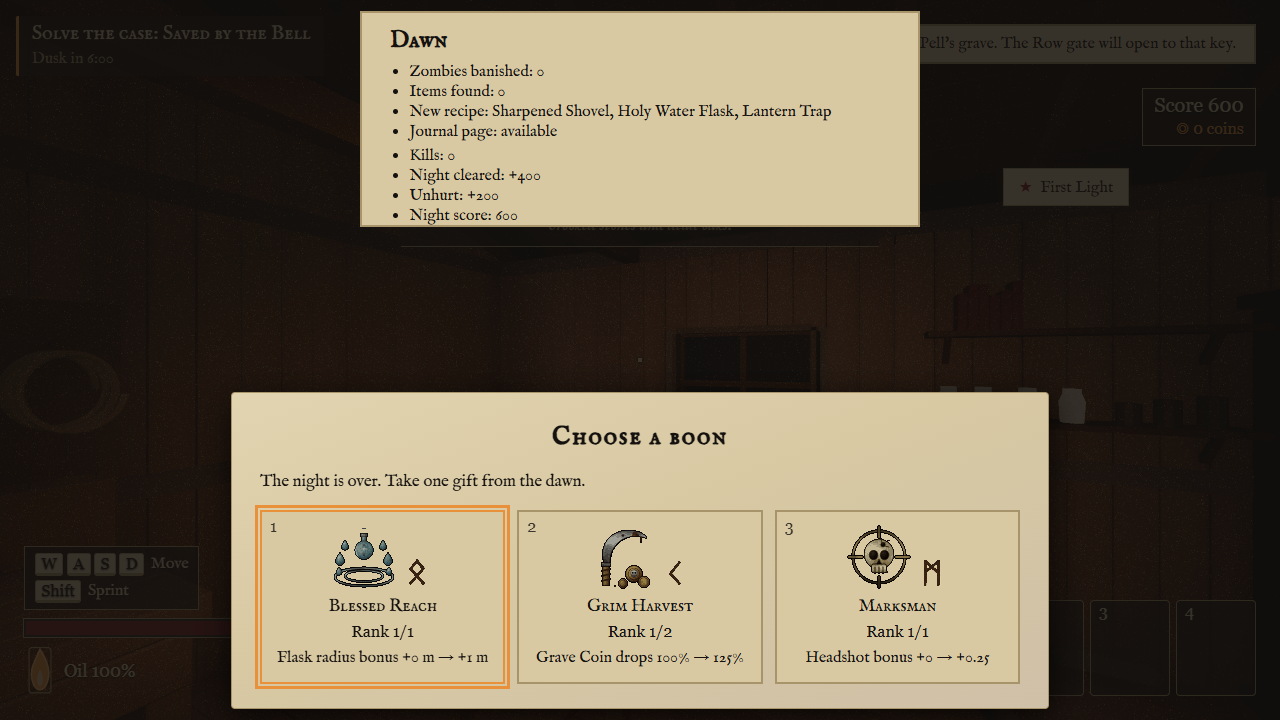 Solve the case: Saved by the Bell
Dusk in 6:00
Dawn
Zombies banished: 0
Items found: 0
New recipe: Sharpened Shovel, Holy Water Flask, Lantern Trap
Journal page: available
Kills: 0
Night cleared: +400
Unhurt: +200
Night score: 600
Pell's grave. The Row gate will open to that key.
Score 600
0 coins
★ First Light
Choose a boon
The night is over. Take one gift from the dawn.
1
Blessed Reach
Rank 1/1
Flask radius bonus +0 m → +1 m
2
Grim Harvest
Rank 1/2
Grave Coin drops 100% → 125%
3
Marksman
Rank 1/1
Headshot bonus +0 → +0.25
W A S D Move
Shift Sprint
Oil 100%
3
4